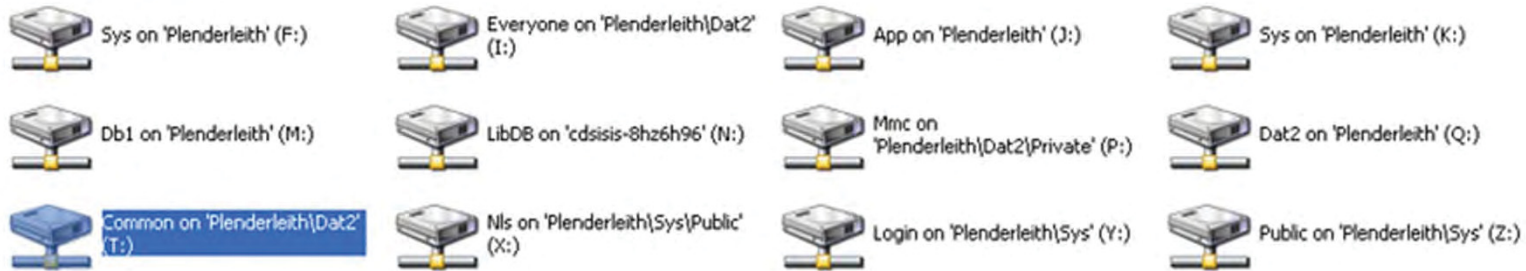 Sys on 'Plenderleith' (F:)
Everyone on 'Plenderleith\Dat2'
(I:)
App on 'Plenderleith' (J:)
Sys on 'Plenderleith' (K:)
Db1 on 'Plenderleith' (M:)
LibDB on 'cdsisis-8hz6h96' (N:)
Mmc on
'Plenderleith\Dat2\Private' (P:)
Dat2 on 'Plenderleith' (Q:)
Common on 'Plenderleith\Dat2'
(T:)
Nls on 'Plenderleith\Sys\Public'
(X:)
Login on 'Plenderleith\Sys' (Y:)
Public on 'Plenderleith\Sys' (Z:)